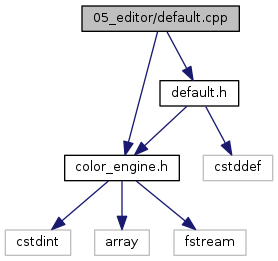 05_editor/default.cpp
default.h
color_engine.h
cstddef
cstdint
array
fstream